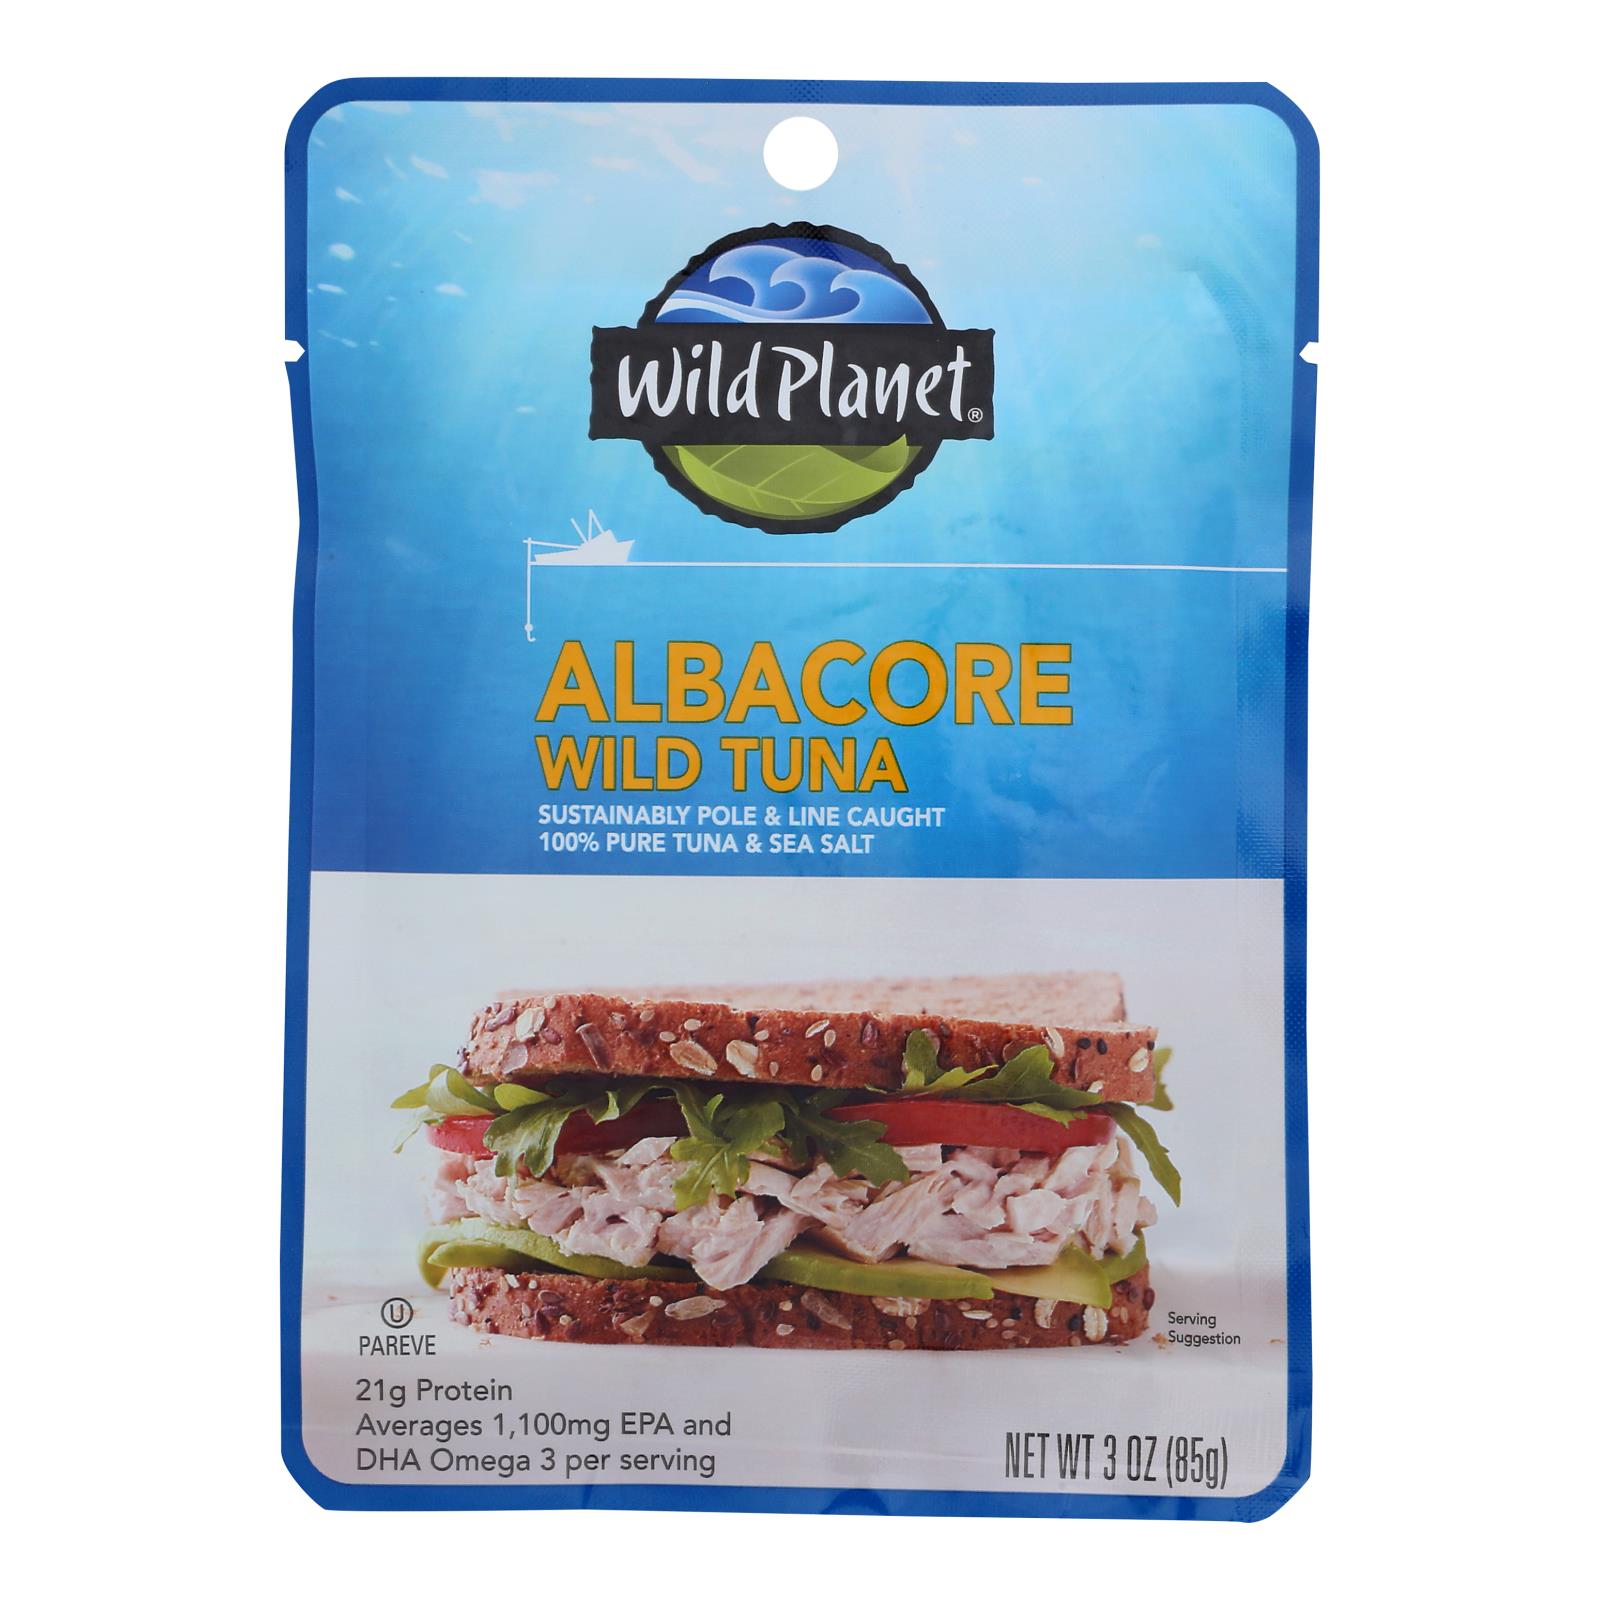 Wild Planet®
ALBACORE
WILD TUNA
SUSTAINABLY POLE & LINE CAUGHT
100% PURE TUNA & SEA SALT
U
PAREVE
Serving
Suggestion
21g Protein
Averages 1,100mg EPA and
DHA Omega 3 per serving
NET WT 3 OZ (85g)